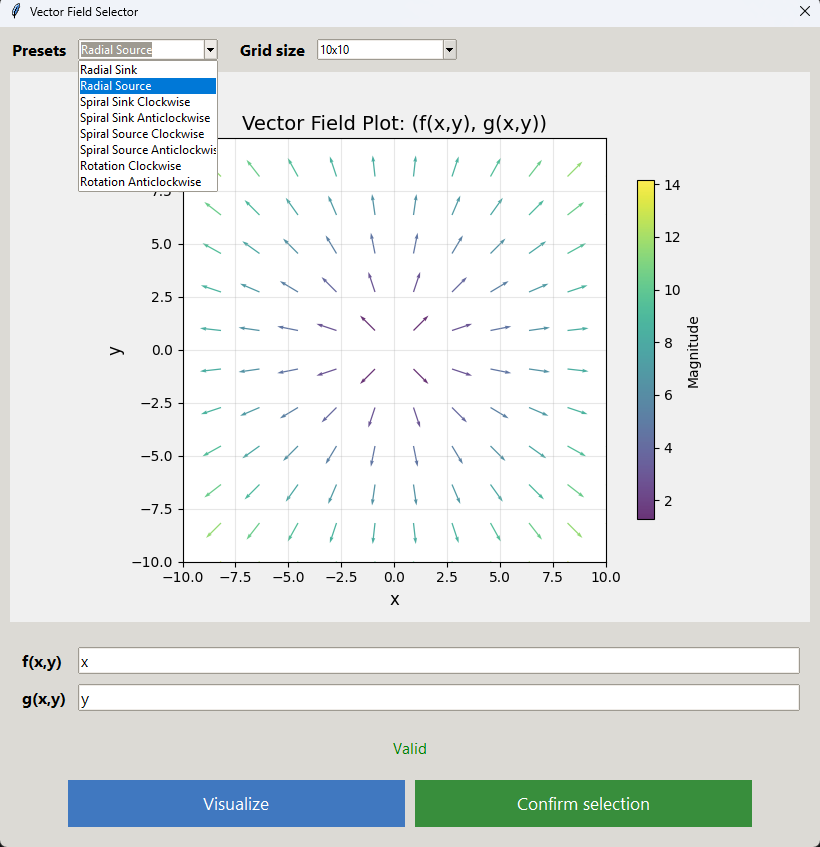 Vector Field Selector
Presets Radial Source Grid size 10x10
Radial Sink
Radial Source
Spiral Sink Clockwise
Spiral Sink Anticlockwise
Spiral Source Clockwise
Spiral Source Anticlockwis
Rotation Clockwise
Rotation Anticlockwise
Vector Field Plot: (f(x,y), g(x,y))
7.5
5.0
2.5
0.0
−2.5
−5.0
−7.5
−10.0
y
−10.0 −7.5 −5.0 −2.5 0.0 2.5 5.0 7.5 10.0
x
14
12
10
8
6
4
2
Magnitude
f(x,y) x
g(x,y) y
Valid
Visualize Confirm selection